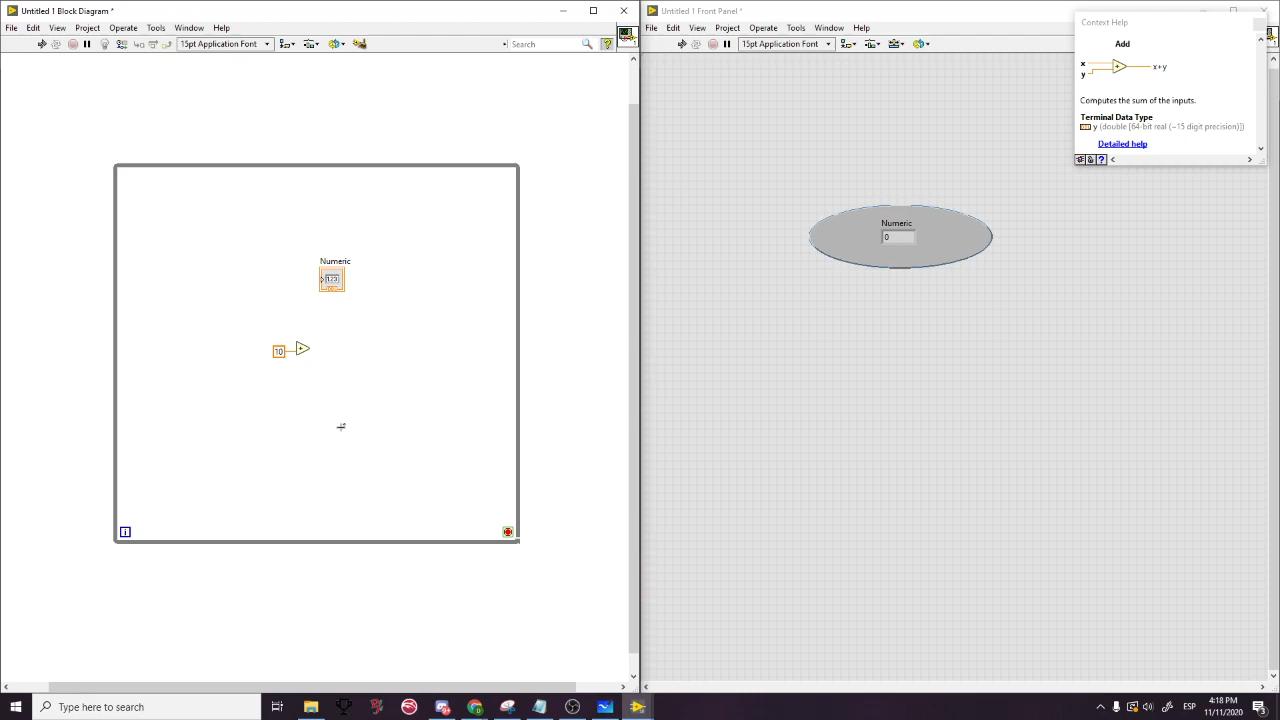 Untitled 1 Block Diagram *
File Edit View Project Operate Tools Window Help
15pt Application Font
Search
Numeric
123
10
+
i
Untitled 1 Front Panel *
File Edit View Project Operate Tools Window Help
15pt Application Font
Numeric
0
Context Help
Add
x
y
+
x+y
Computes the sum of the inputs.
Terminal Data Type
y (double [64-bit real (~15 digit precision)])
Detailed help
?
Type here to search
ESP
4:18 PM
11/11/2020
3